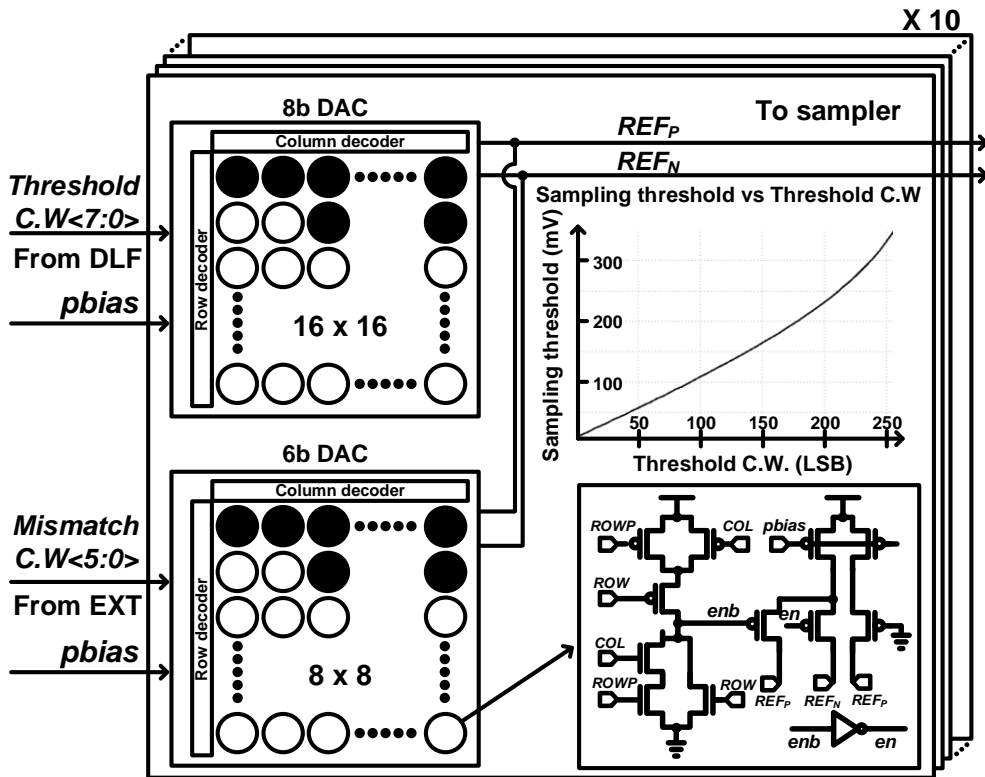 X 10
8b DAC
To sampler
Column decoder
REFP
REFN
Row decoder
Threshold
C.W<7:0>
From DLF
pbias
16 x 16
Sampling threshold vs Threshold C.W
Sampling threshold (mV)
300
200
100
50 100 150 200 250
Threshold C.W. (LSB)
6b DAC
Column decoder
Row decoder
Mismatch
C.W<5:0>
From EXT
pbias
8 x 8
ROWP
COL
pbias
ROW
enb
en
COL
ROWP
ROW
REFP
REFN
REFP
enb
en